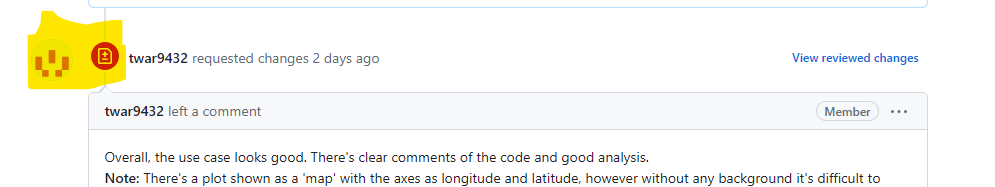 twar9432 requested changes 2 days ago View reviewed changes
twar9432 left a comment Member ...
Overall, the use case looks good. There's clear comments of the code and good analysis.
Note: There's a plot shown as a 'map' with the axes as longitude and latitude, however without any background it's difficult to